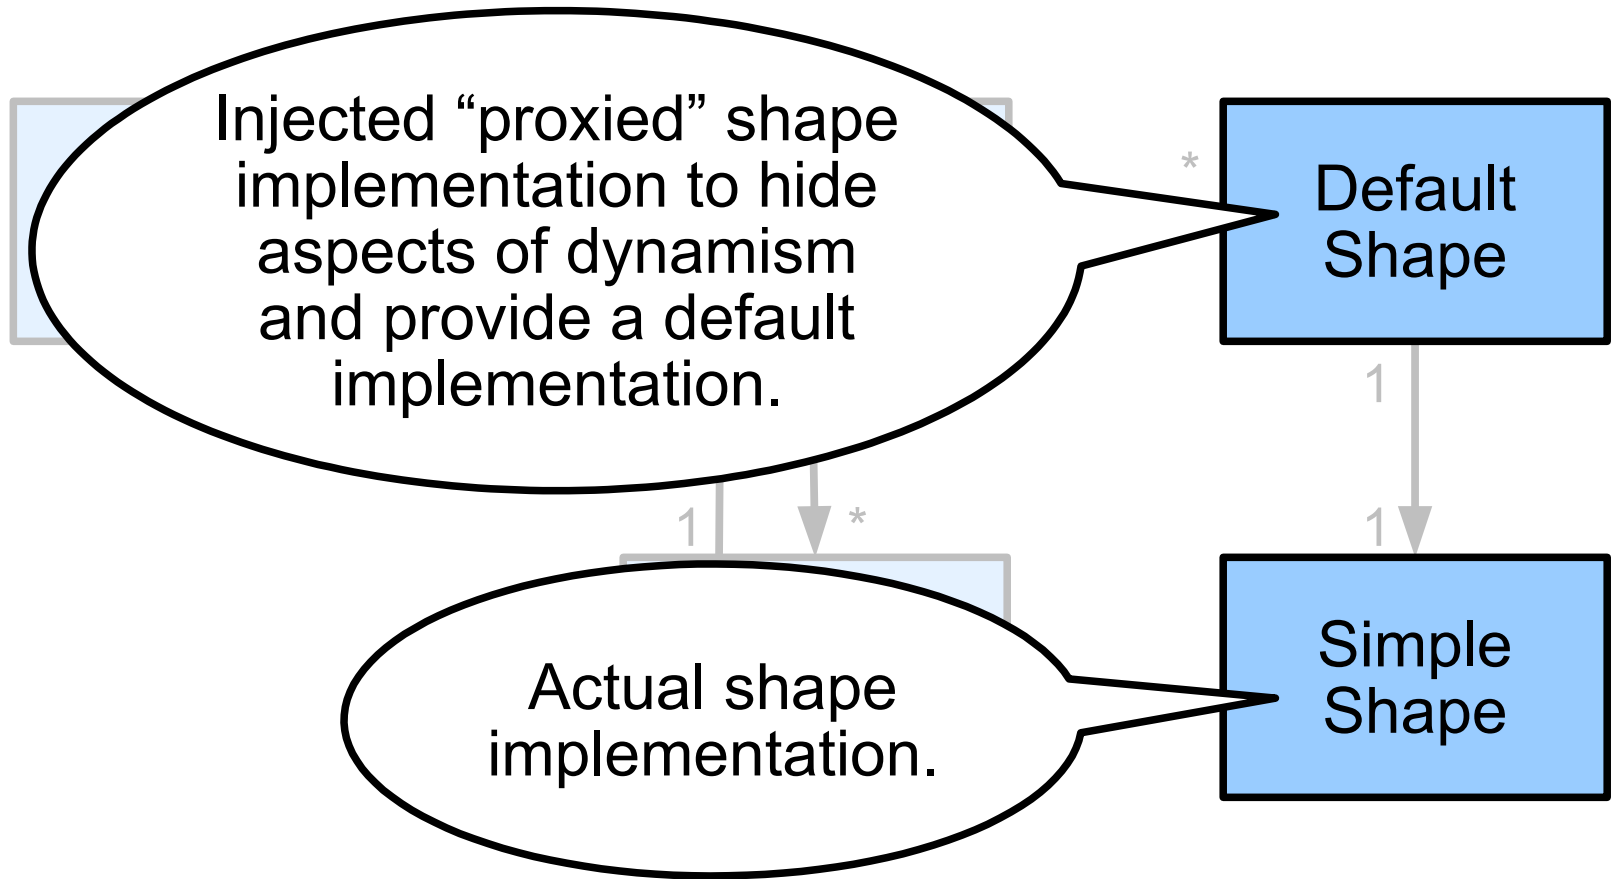 Injected “proxied” shape
implementation to hide
aspects of dynamism
and provide a default
implementation.
*
Default
Shape
1
1
*
1
Actual shape
implementation.
Simple
Shape